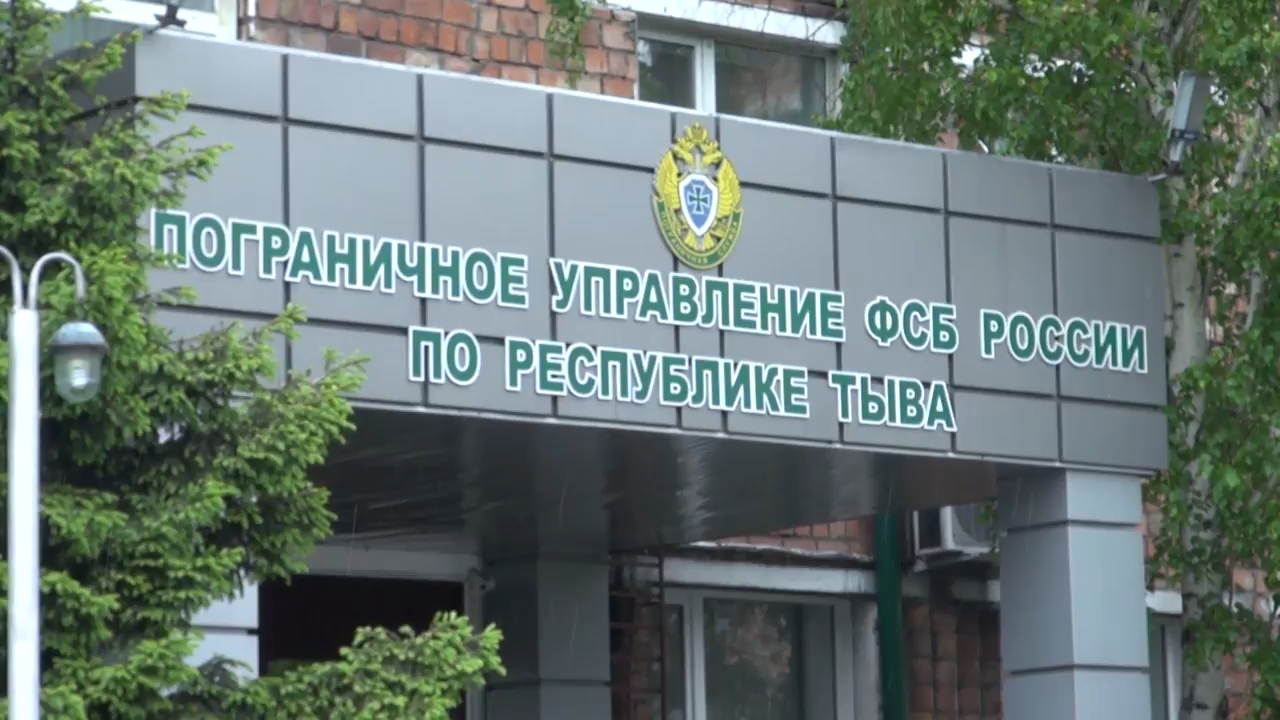 ПОГРАНИЧНОЕ УПРАВЛЕНИЕ ФСБ РОССИИ
ПО РЕСПУБЛИКЕ ТЫВА